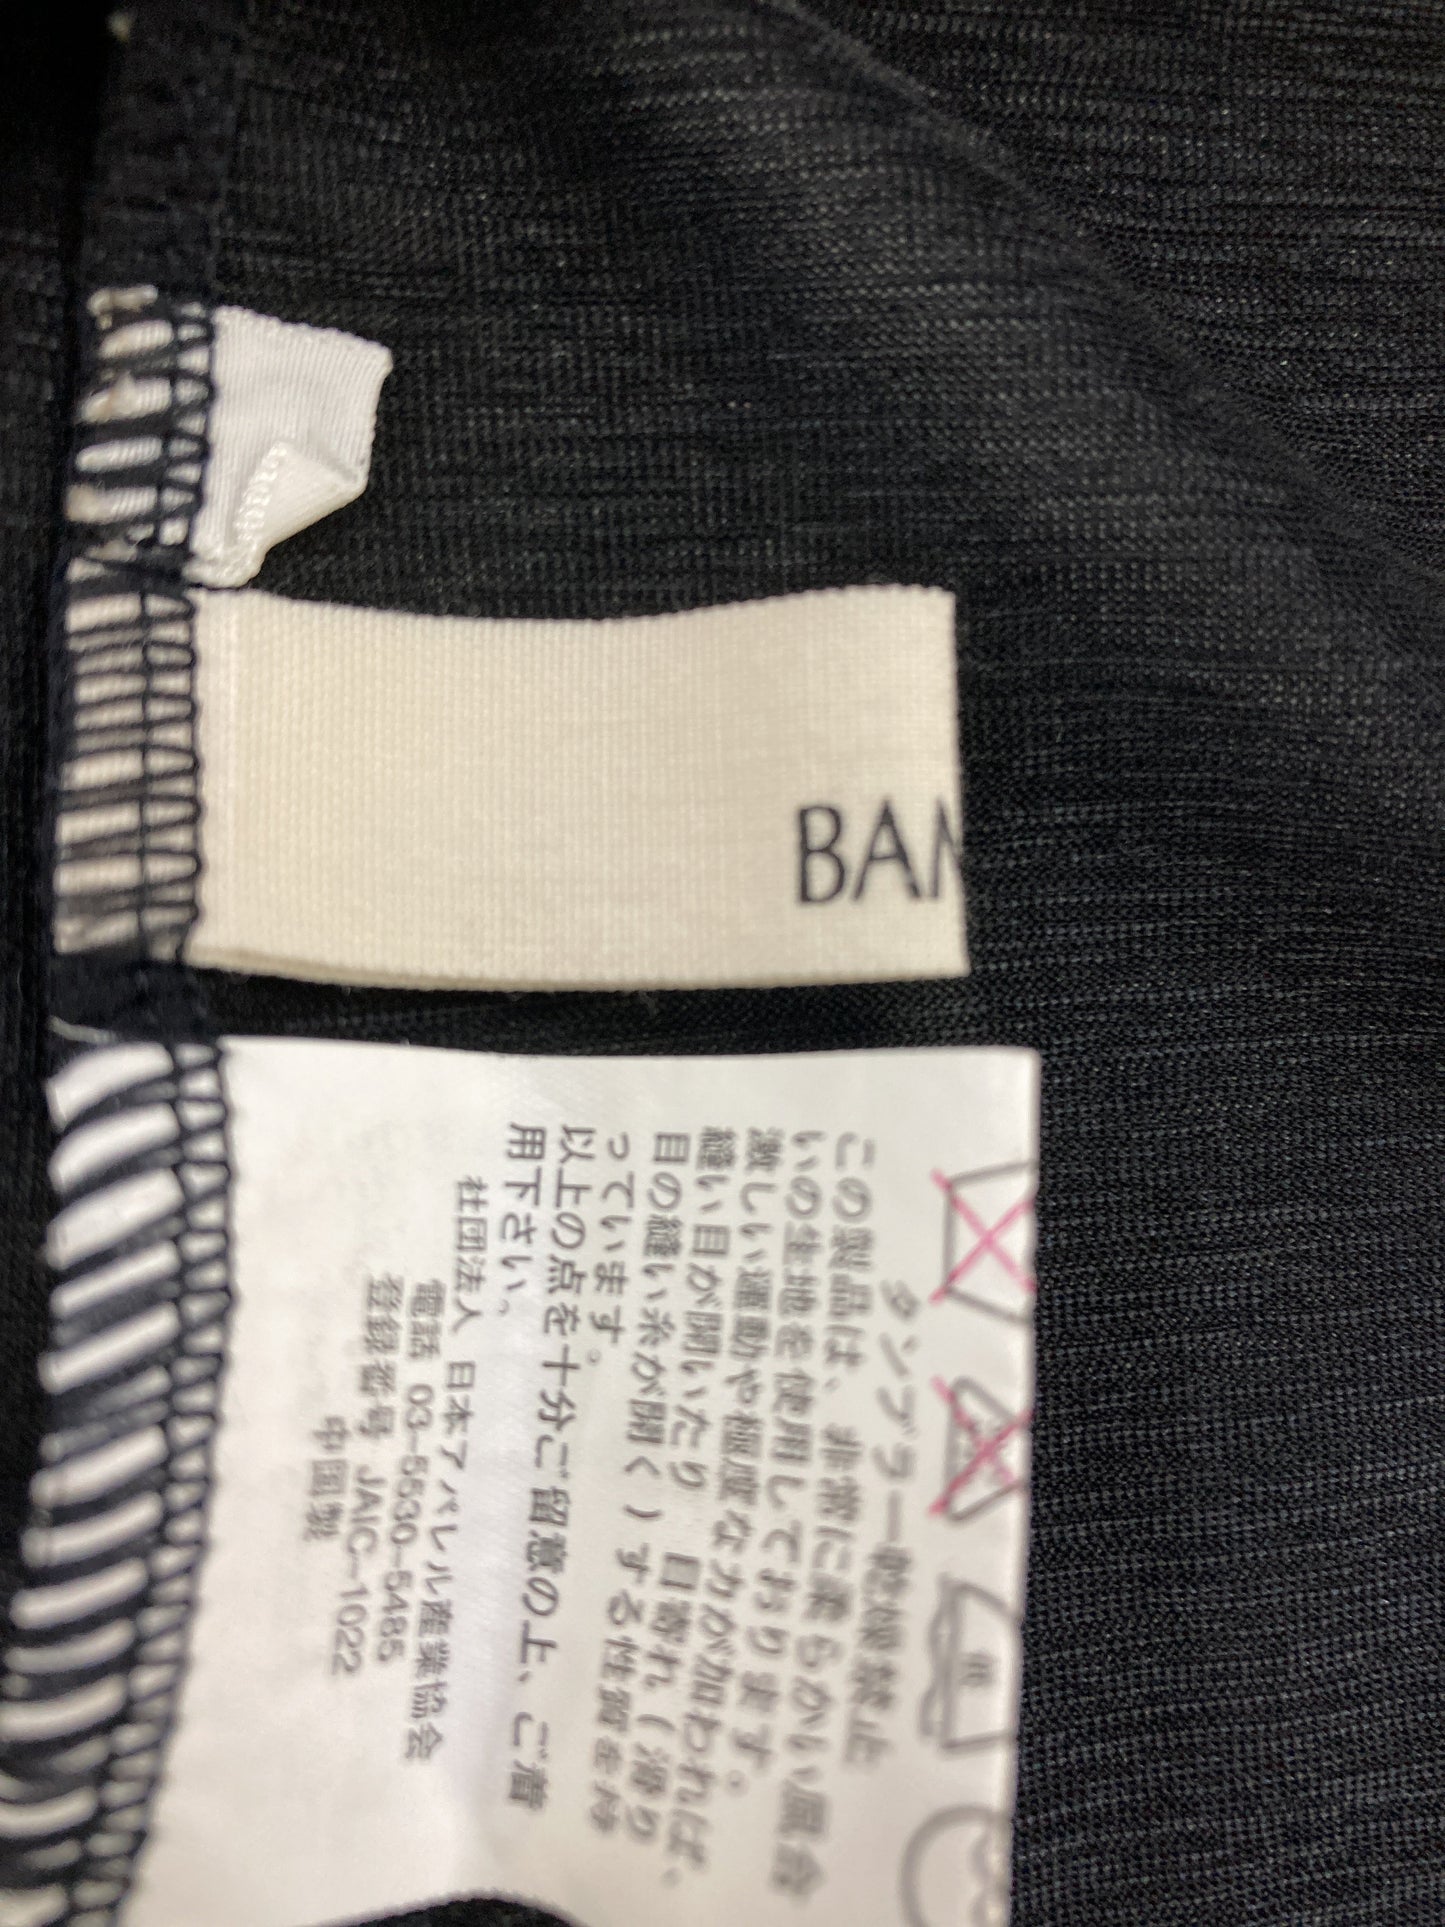 BAM
中
タンブラー乾燥禁止
この製品は、非常に柔らかい風合
いの生地を使用しております。
激しい運動や極度な力が加われば、
縫い目が開いたり 目寄れ(滑り
目の縫い糸が開く)する性質を持
っています。
以上の点を十分ご留意の上、ご着
用下さい。
社団法人 日本アパレル産業協会
電話 03-5530-5485
登録番号 JAIC-1022
中国製